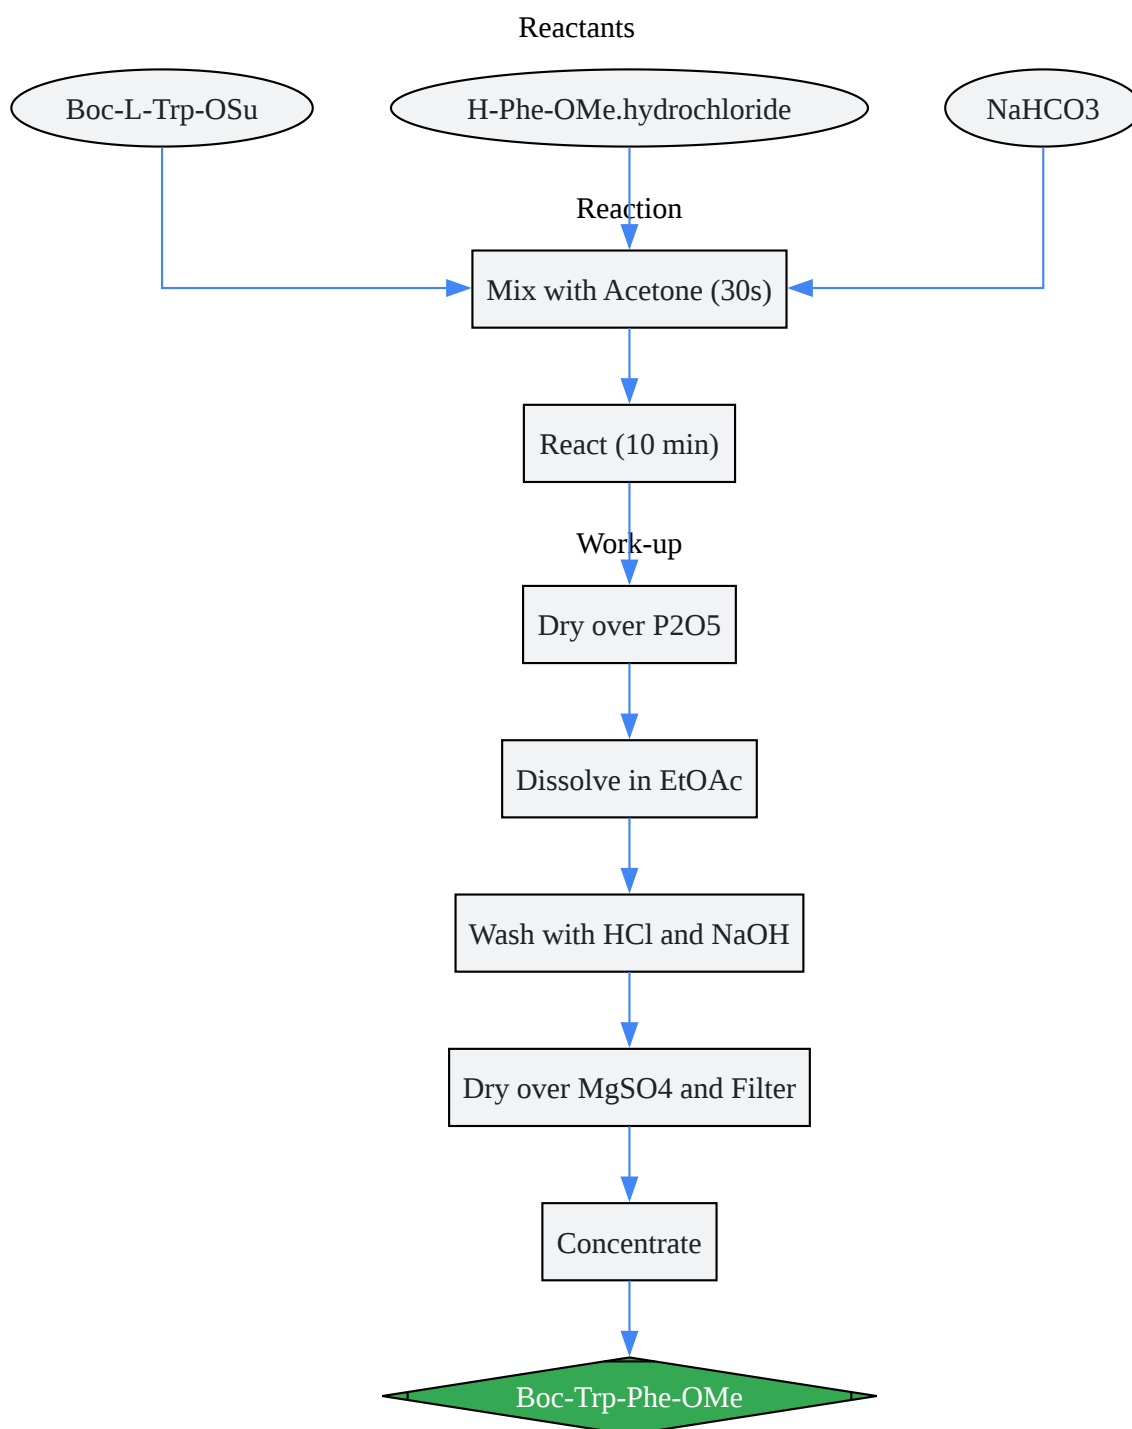 Reactants
Boc-L-Trp-OSu
H-Phe-OMe.hydrochloride
NaHCO3
Reaction
Mix with Acetone (30s)
React (10 min)
Work-up
Dry over P2O5
Dissolve in EtOAc
Wash with HCl and NaOH
Dry over MgSO4 and Filter
Concentrate
Boc-Trp-Phe-OMe